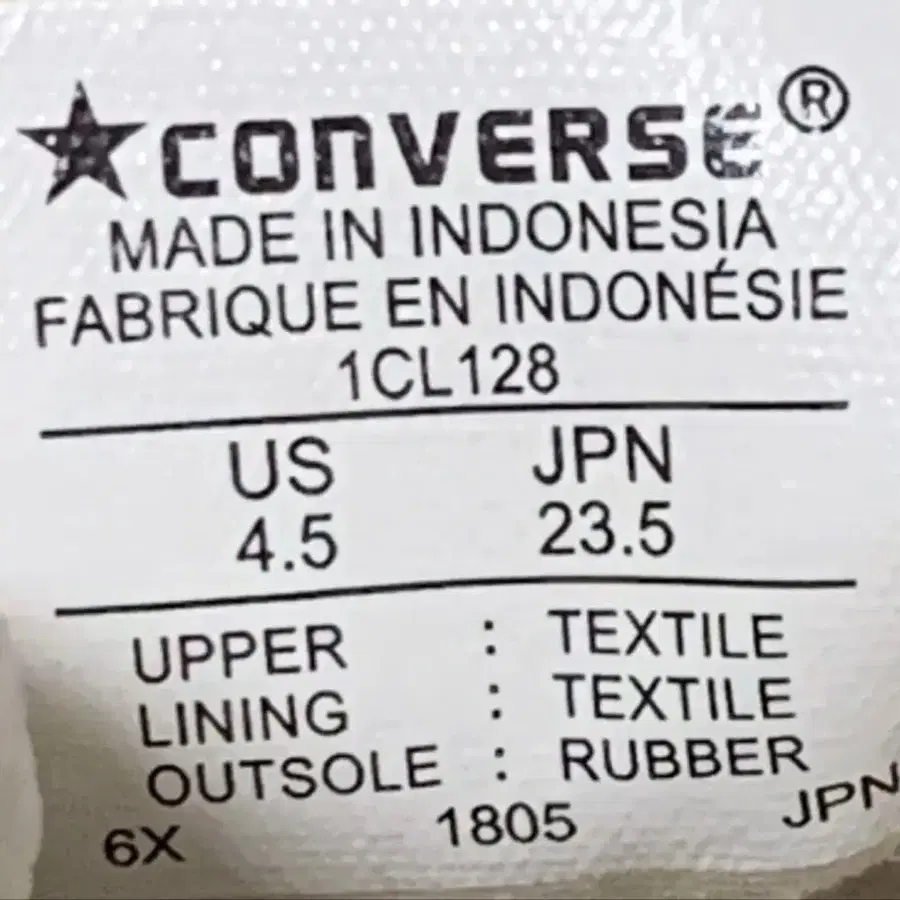 ★CONVERSE®
MADE IN INDONESIA
FABRIQUE EN INDONÉSIE
1CL128
US JPN
4.5 23.5
UPPER : TEXTILE
LINING : TEXTILE
OUTSOLE : RUBBER
6X 1805 JPN